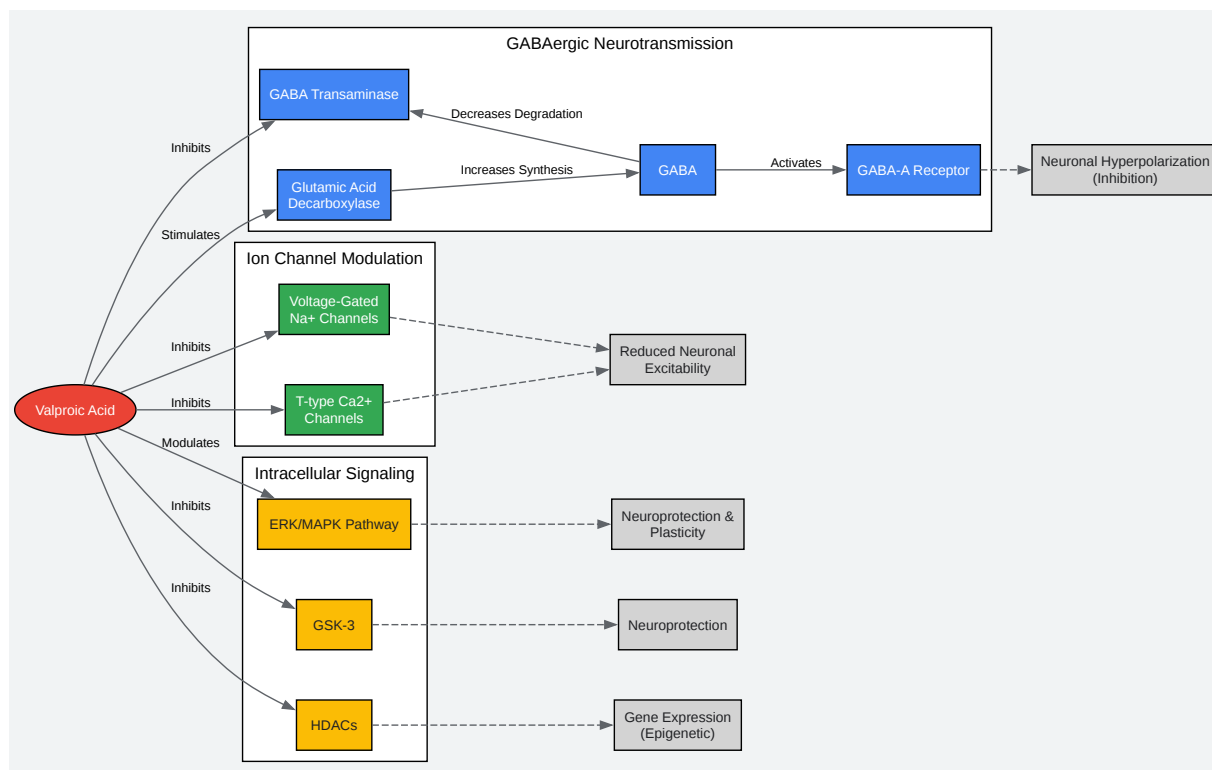 GABAergic Neurotransmission
GABA Transaminase
Decreases Degradation
Inhibits
Increases Synthesis
GABA
Activates
GABA-A Receptor
Neuronal Hyperpolarization
(Inhibition)
Glutamic Acid
Decarboxylase
Stimulates
Ion Channel Modulation
Voltage-Gated
Na+ Channels
Inhibits
Reduced Neuronal
Excitability
Inhibits
T-type Ca2+
Channels
Valproic Acid
Modulates
Intracellular Signaling
ERK/MAPK Pathway
Neuroprotection &
Plasticity
Inhibits
GSK-3
Neuroprotection
Inhibits
HDACs
Gene Expression
(Epigenetic)